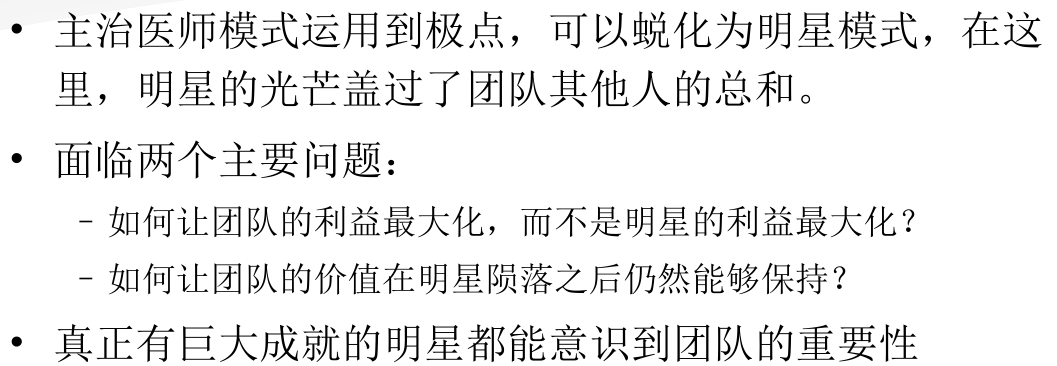 • 主治医师模式运用到极点，可以蜕化为明星模式，在这
里，明星的光芒盖过了团队其他人的总和。
• 面临两个主要问题：
– 如何让团队的利益最大化，而不是明星的利益最大化？
– 如何让团队的价值在明星陨落之后仍然能够保持？
• 真正有巨大成就的明星都能意识到团队的重要性